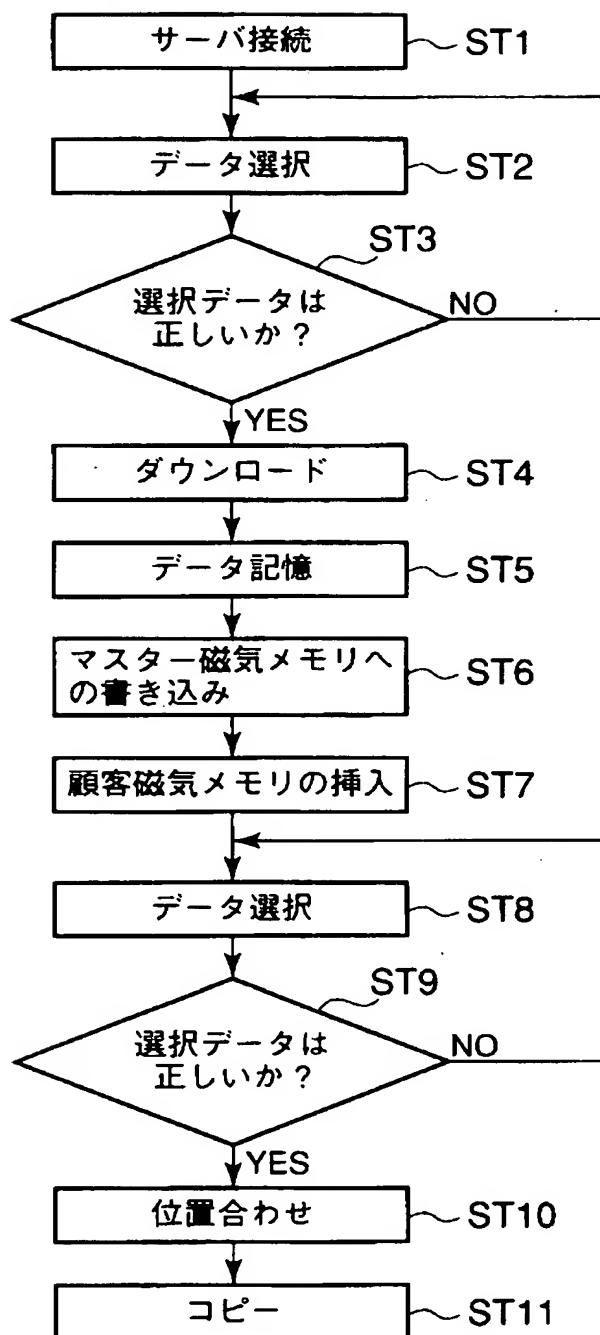 サーバ接続 ST1
データ選択 ST2
ST3
選択データは
正しいか？
NO
YES
ダウンロード ST4
データ記憶 ST5
マスター磁気メモリへ
の書き込み
ST6
顧客磁気メモリの挿入 ST7
データ選択 ST8
ST9
選択データは
正しいか？
NO
YES
位置合わせ ST10
コピー ST11